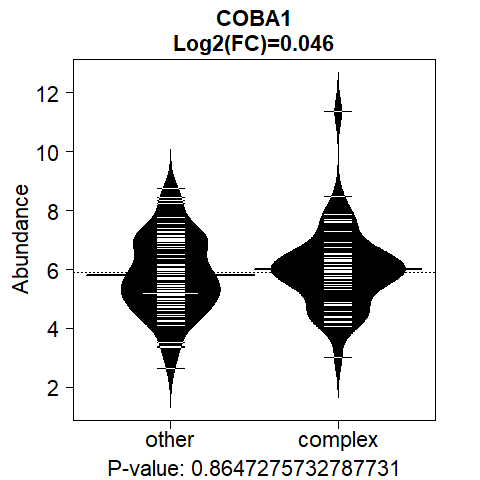 COBA1
Log2(FC)=0.046
Abundance
12
10
8
6
4
2
other complex
P-value: 0.8647275732787731